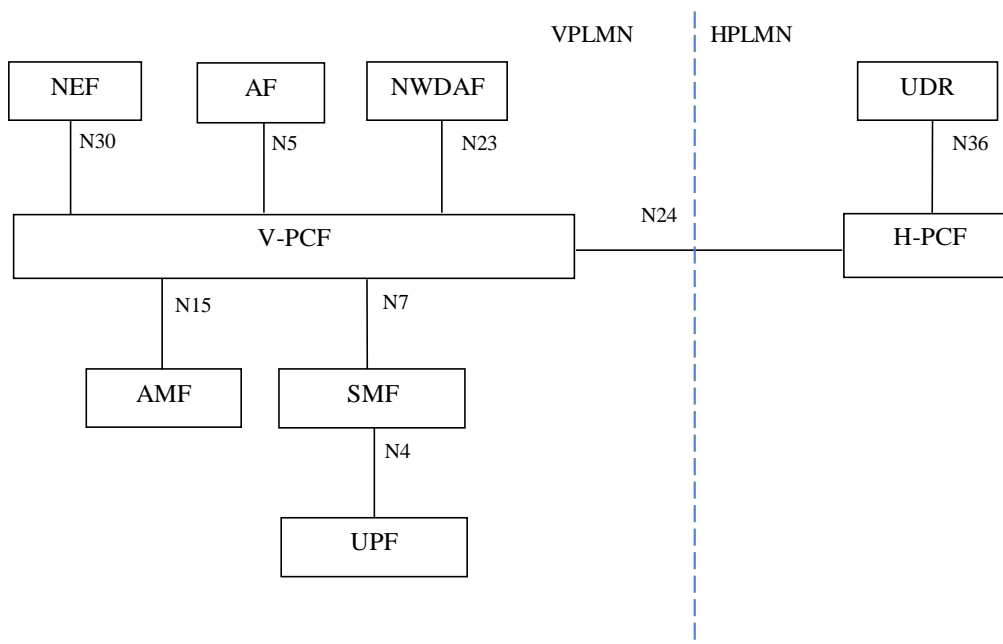 VPLMN
HPLMN
NEF
AF
NWDAF
UDR
N30
N5
N23
N36
V-PCF
N24
H-PCF
N15
N7
AMF
SMF
N4
UPF